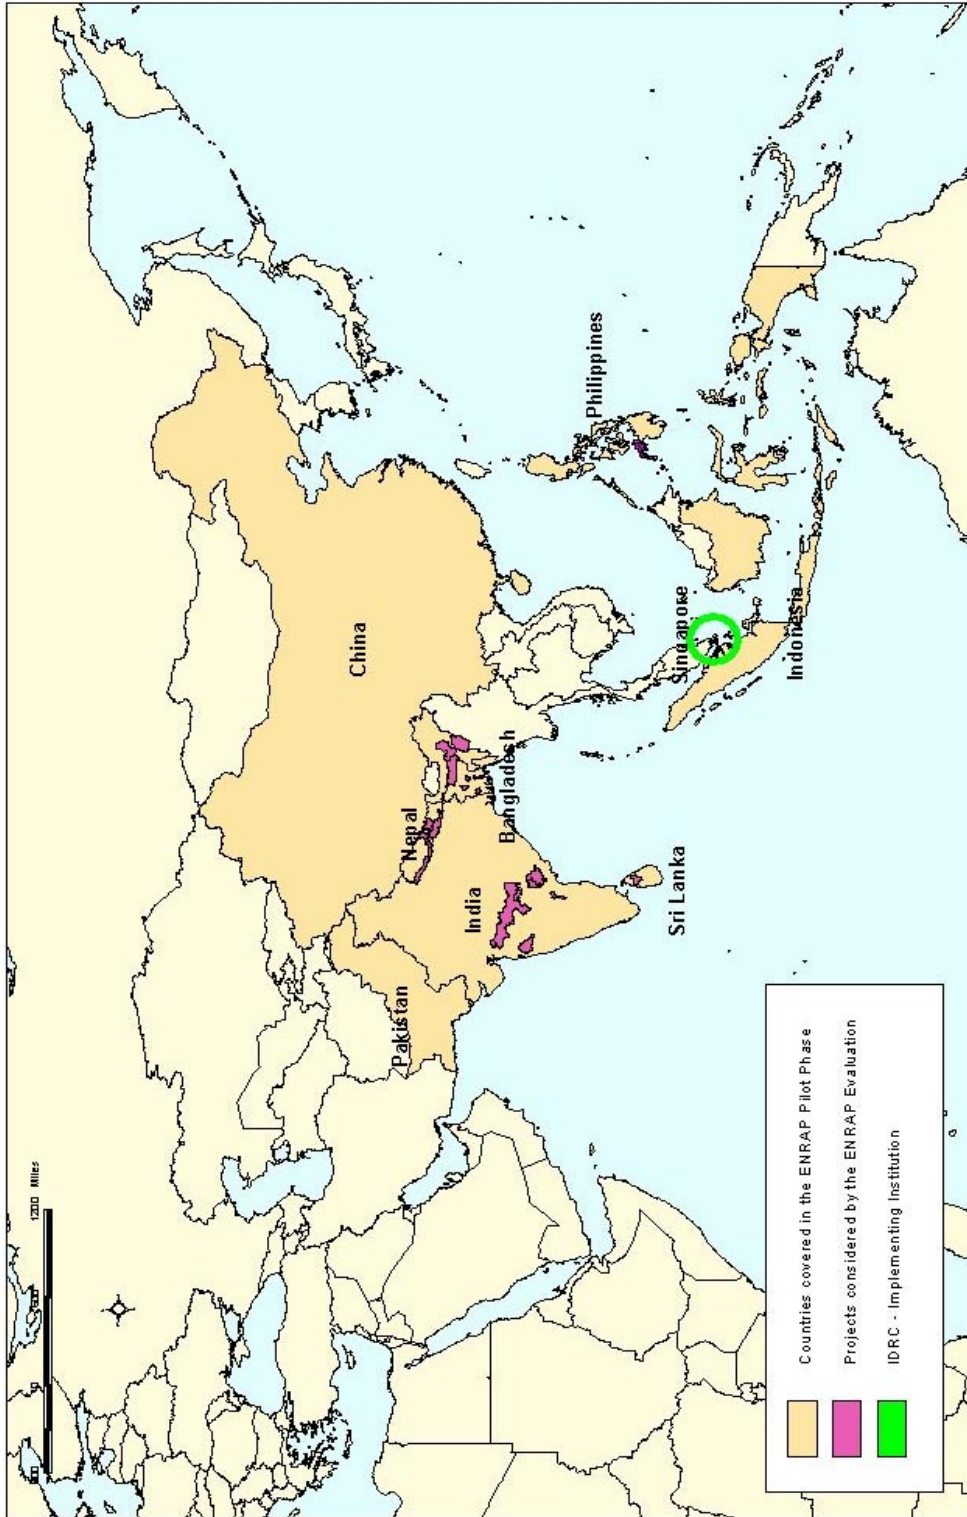 1200 Miles
China
Pakistan
Nepal
India
Bangladesh
Philippines
Sri Lanka
Singapore
Indonesia
Countries covered in the ENRAP Pilot Phase
Projects considered by the ENRAP Evaluation
IDRC - Implementing Institution